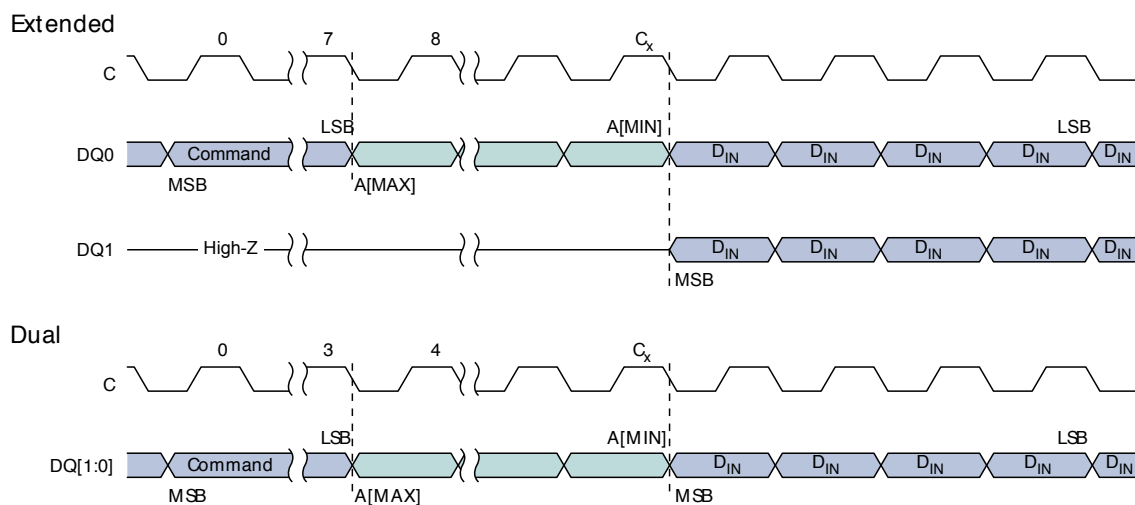 Extended
0 7 8 Cx
C
LSB A[MIN] LSB
DQ0 Command DIN DIN DIN DIN DIN
MSB A[MAX]
DQ1 High-Z DIN DIN DIN DIN DIN
MSB
Dual
0 3 4 Cx
C
LSB A[MIN] LSB
DQ[1:0] Command DIN DIN DIN DIN DIN
MSB A[MAX] MSB